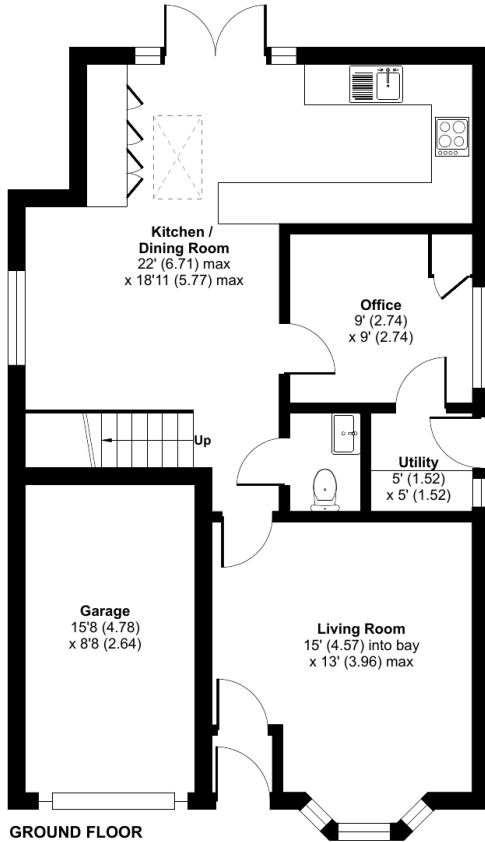 Kitchen /
Dining Room
22' (6.71) max
x 18'11 (5.77) max
Office
9' (2.74)
x 9' (2.74)
Up
Utility
5' (1.52)
x 5' (1.52)
Garage
15'8 (4.78)
x 8'8 (2.64)
Living Room
15' (4.57) into bay
x 13' (3.96) max
GROUND FLOOR